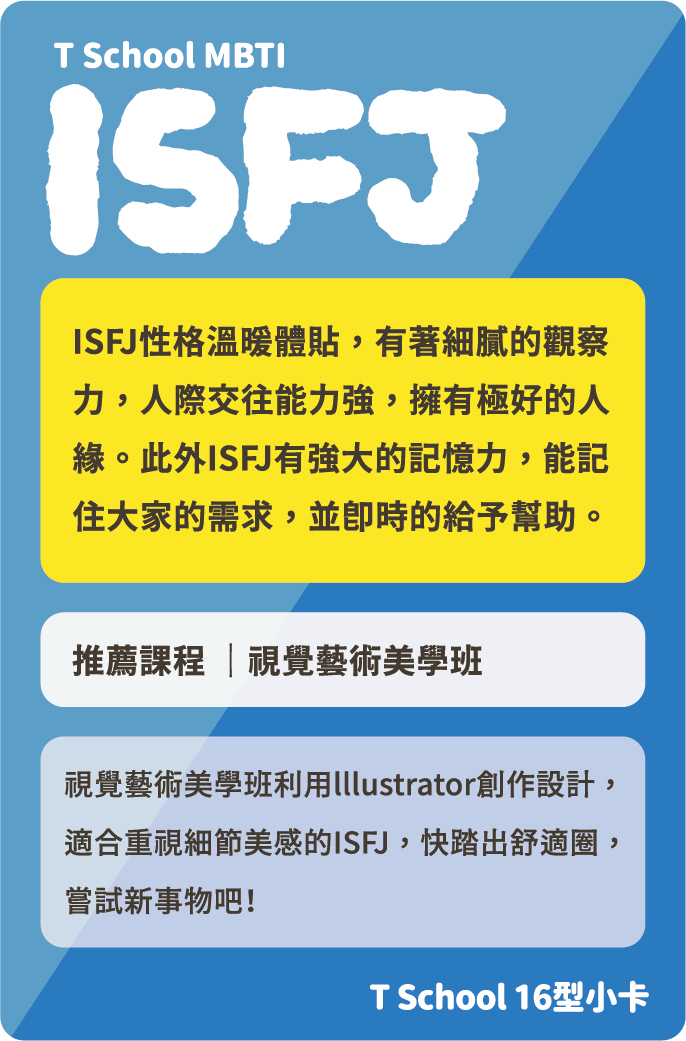 T School MBTI
ISFJ
ISFJ性格溫暖體貼，有著細膩的觀察
力，人際交往能力強，擁有極好的人
緣。此外ISFJ有強大的記憶力，能記
住大家的需求，並即時的給予幫助。
推薦課程 ｜視覺藝術美學班
視覺藝術美學班利用lllustrator創作設計，
適合重視細節美感的ISFJ，快踏出舒適圈，
嘗試新事物吧！
T School 16型小卡